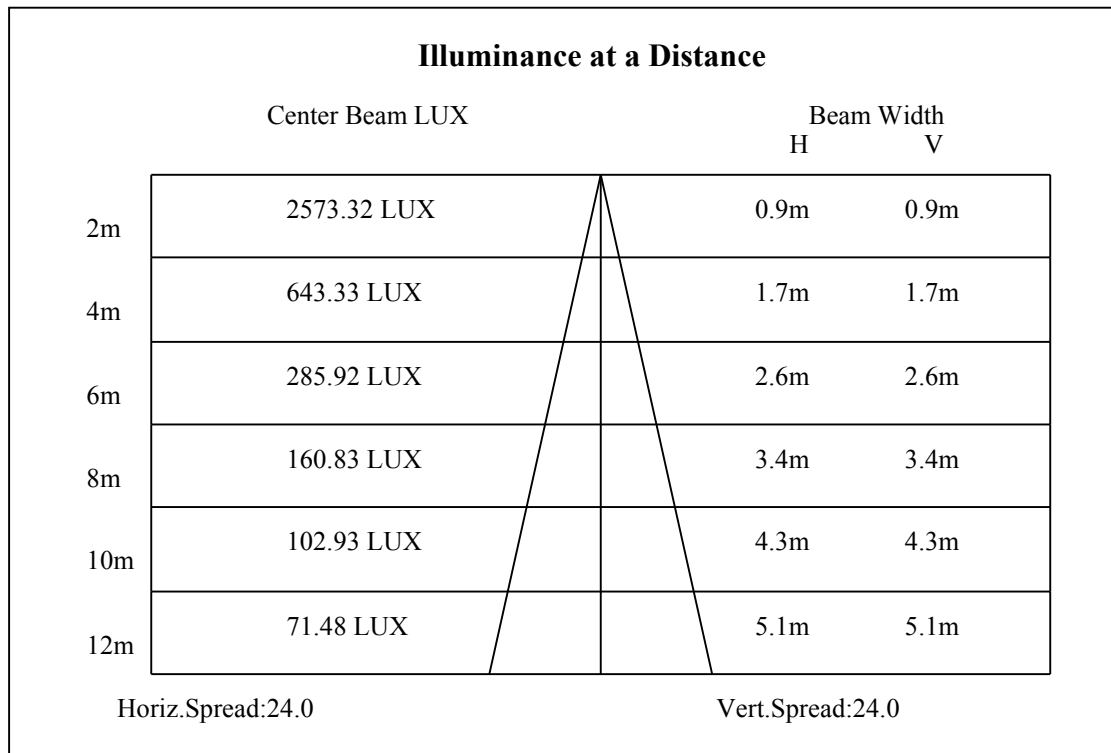 Illuminance at a Distance
Center Beam LUX Beam Width
H V
2m 2573.32 LUX 0.9m 0.9m
4m 643.33 LUX 1.7m 1.7m
6m 285.92 LUX 2.6m 2.6m
8m 160.83 LUX 3.4m 3.4m
10m 102.93 LUX 4.3m 4.3m
12m 71.48 LUX 5.1m 5.1m
Horiz.Spread:24.0 Vert.Spread:24.0